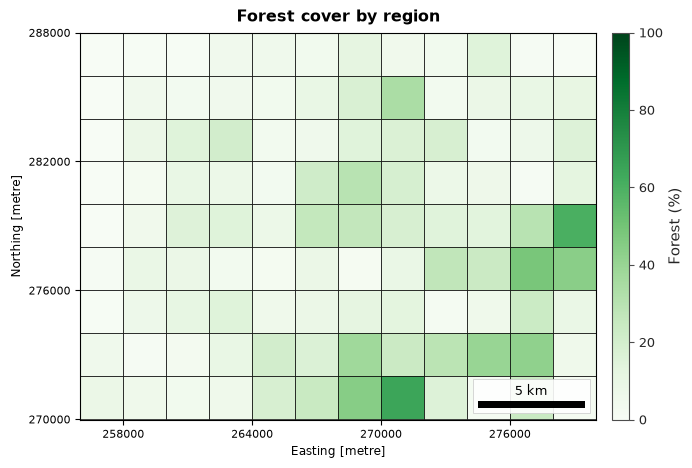 Forest cover by region
288000
282000
276000
270000
Northing [metre]
258000
264000
270000
276000
Easting [metre]
5 km
100
80
60
40
20
0
Forest (%)